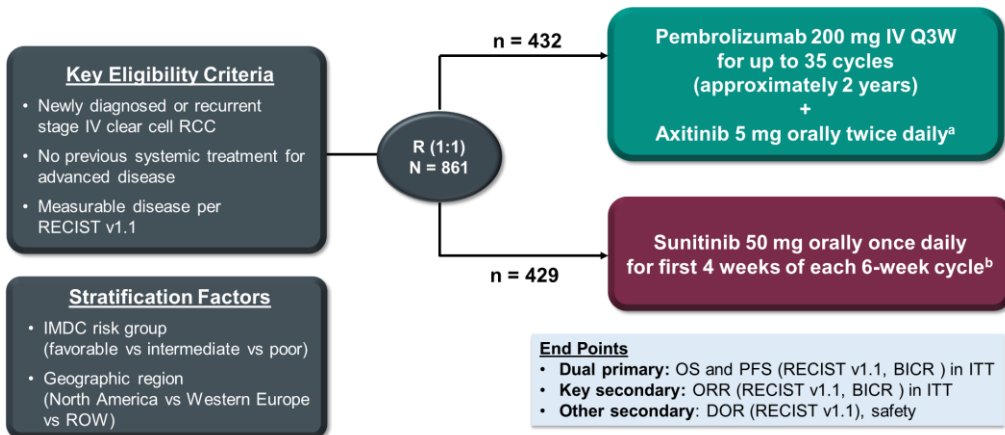 Key Eligibility Criteria
• Newly diagnosed or recurrent
stage IV clear cell RCC
• No previous systemic treatment for
advanced disease
• Measurable disease per
RECIST v1.1
Stratification Factors
• IMDC risk group
(favorable vs intermediate vs poor)
• Geographic region
(North America vs Western Europe
vs ROW)
R (1:1)
N = 861
n = 432
n = 429
Pembrolizumab 200 mg IV Q3W
for up to 35 cycles
(approximately 2 years)
+
Axitinib 5 mg orally twice dailyᵃ
Sunitinib 50 mg orally once daily
for first 4 weeks of each 6-week cycleᵇ
End Points
• Dual primary: OS and PFS (RECIST v1.1, BICR ) in ITT
• Key secondary: ORR (RECIST v1.1, BICR ) in ITT
• Other secondary: DOR (RECIST v1.1), safety